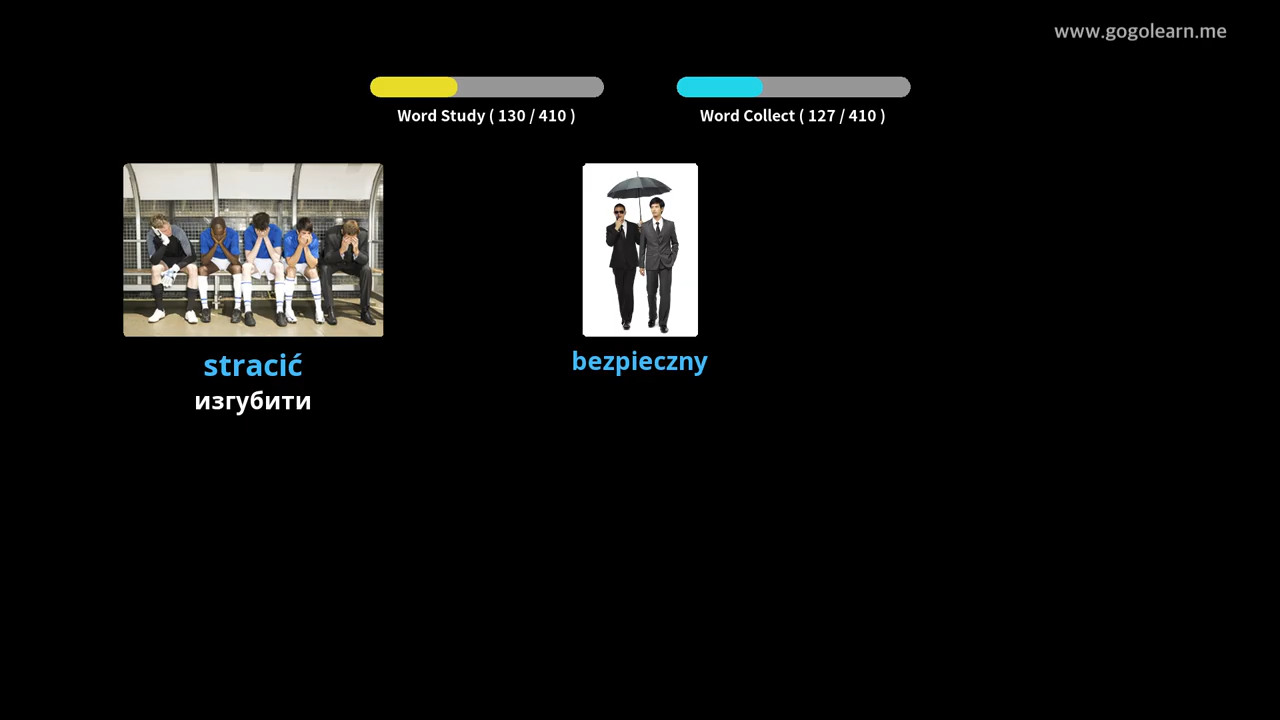 www.gogolearn.me
Word Study ( 130 / 410 )
Word Collect ( 127 / 410 )
stracić
изгубити
bezpieczny